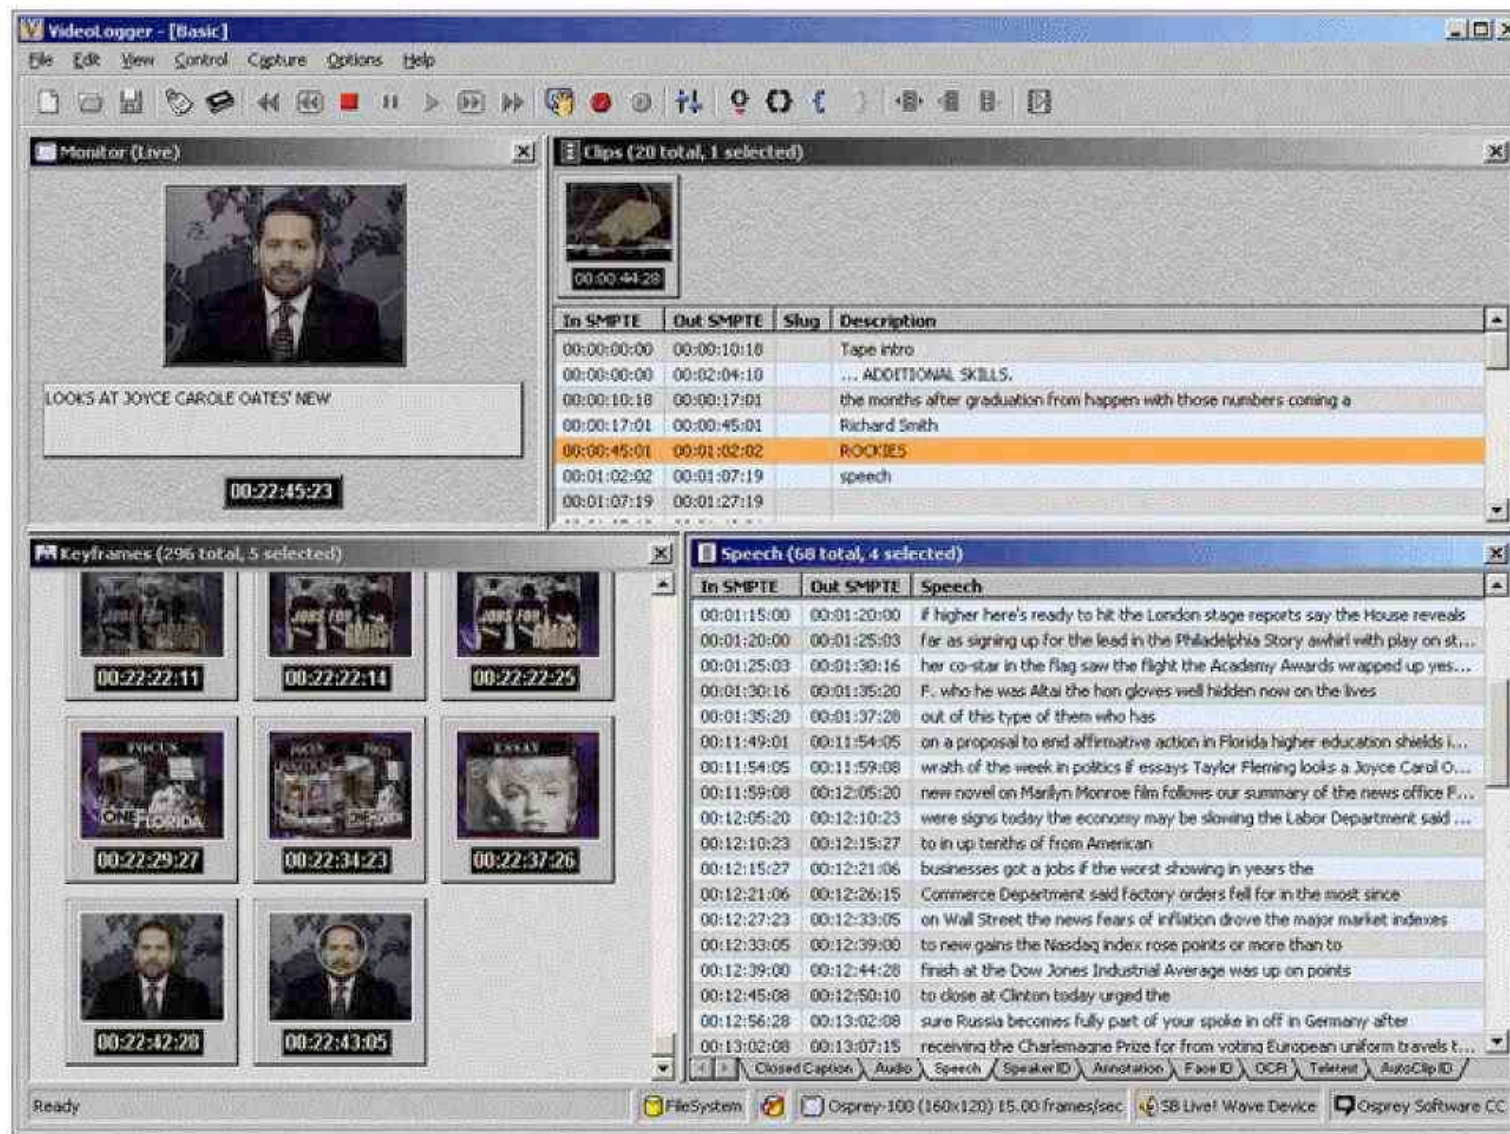 VideoLogger - [Basic]
File Edit View Control Capture Options Help
Monitor (Live)
LOOKS AT JOYCE CAROLE OATES' NEW
00:22:45:23
Clips (20 total, 1 selected)
00:00:44:28
In SMPTE Out SMPTE Slug Description
00:00:00:00 00:00:10:18 Tape intro
00:00:00:00 00:02:04:10 ... ADDITIONAL SKILLS.
00:00:10:18 00:00:17:01 the months after graduation from happen with those numbers coming a
00:00:17:01 00:00:45:01 Richard Smith
00:00:45:01 00:01:02:02 ROCKIES
00:01:02:02 00:01:07:19 speech
00:01:07:19 00:01:27:19
Keyframes (296 total, 5 selected)
JOBS FOR
JOBS FOR GRADS
JOBS FOR GRADS
00:22:22:11 00:22:22:14 00:22:22:25
FOCUS
ONE FLORIDA
FOCUS FOCUS
ESSAY
00:22:29:27 00:22:34:23 00:22:37:26
00:22:42:28 00:22:43:05
Speech (68 total, 4 selected)
In SMPTE Out SMPTE Speech
00:01:15:00 00:01:20:00 if higher here's ready to hit the London stage reports say the House reveals
00:01:20:00 00:01:25:03 far as signing up for the lead in the Philadelphia Story awhirl with play on st...
00:01:25:03 00:01:30:16 her co-star in the flag saw the flight the Academy Awards wrapped up yes...
00:01:30:16 00:01:35:20 F. who he was Altai the hon gloves well hidden now on the lives
00:01:35:20 00:01:37:28 out of this type of them who has
00:11:49:01 00:11:54:05 on a proposal to end affirmative action in Florida higher education shields i...
00:11:54:05 00:11:59:08 wrath of the week in politics if essays Taylor Fleming looks a Joyce Carol O...
00:11:59:08 00:12:05:20 new novel on Marilyn Monroe film follows our summary of the news office F...
00:12:05:20 00:12:10:23 were signs today the economy may be slowing the Labor Department said ...
00:12:10:23 00:12:15:27 to in up tenths of from American
00:12:15:27 00:12:21:06 businesses got a jobs if the worst showing in years the
00:12:21:06 00:12:26:15 Commerce Department said factory orders fell for in the most since
00:12:27:23 00:12:33:05 on Wall Street the news fears of inflation drove the major market indexes
00:12:33:05 00:12:39:00 to new gains the Nasdaq index rose points or more than to
00:12:39:00 00:12:44:28 finish at the Dow Jones Industrial Average was up on points
00:12:45:08 00:12:50:10 to close at Clinton today urged the
00:12:56:28 00:13:02:08 sure Russia becomes fully part of your spoke in off in Germany after
00:13:02:08 00:13:07:15 receiving the Charlemagne Prize for from voting European uniform travels t...
Closed Caption Audio Speech Speaker ID Annotation Face ID OCR Teletext AutoClip ID
Ready FileSystem Osprey-100 (160x120) 15.00 frames/sec SB Live! Wave Device Osprey Software CC